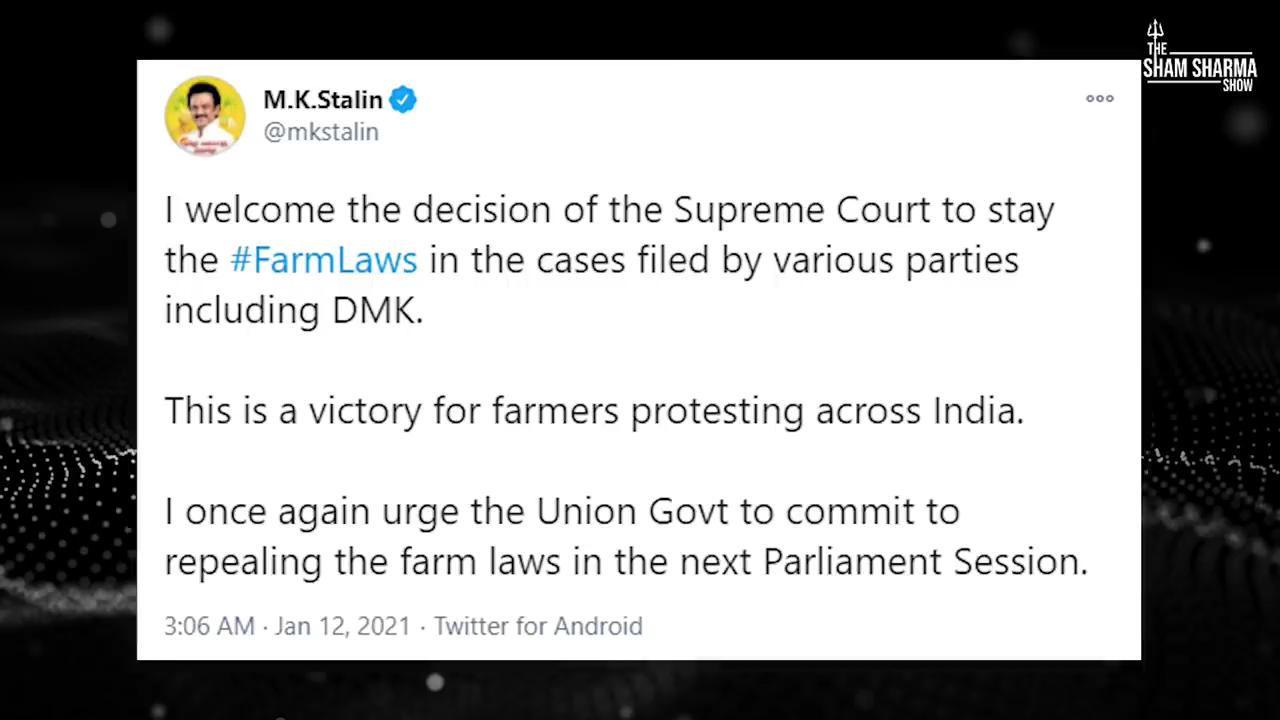 THE
SHAM SHARMA
SHOW
M.K.Stalin
@mkstalin
I welcome the decision of the Supreme Court to stay
the #FarmLaws in the cases filed by various parties
including DMK.
This is a victory for farmers protesting across India.
I once again urge the Union Govt to commit to
repealing the farm laws in the next Parliament Session.
3:06 AM · Jan 12, 2021 · Twitter for Android